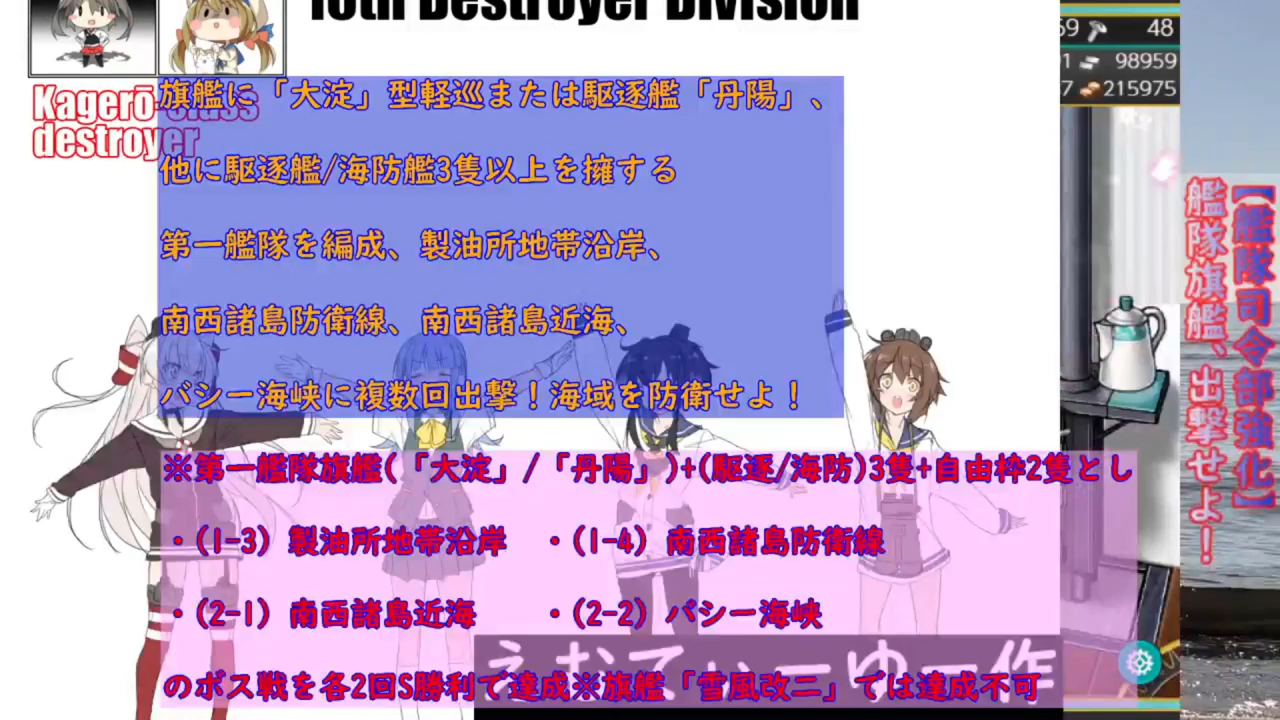 10th Destroyer Division
Kagerō-class
destroyer
旗艦に「大淀」型軽巡または駆逐艦「丹陽」、
他に駆逐艦/海防艦3隻以上を擁する
第一艦隊を編成、製油所地帯沿岸、
南西諸島防衛線、南西諸島近海、
バシー海峡に複数回出撃！海域を防衛せよ！
※第一艦隊旗艦(「大淀」/「丹陽」)+(駆逐/海防)3隻+自由枠2隻とし
・(1-3) 製油所地帯沿岸 ・(1-4) 南西諸島防衛線
・(2-1) 南西諸島近海 ・(2-2) バシー海峡
のボス戦を各2回S勝利で達成※旗艦「雪風改二」では達成不可
えむてぃーゆー作
48
98959
215975
【艦隊司令部強化】
艦隊旗艦、出撃せよ！